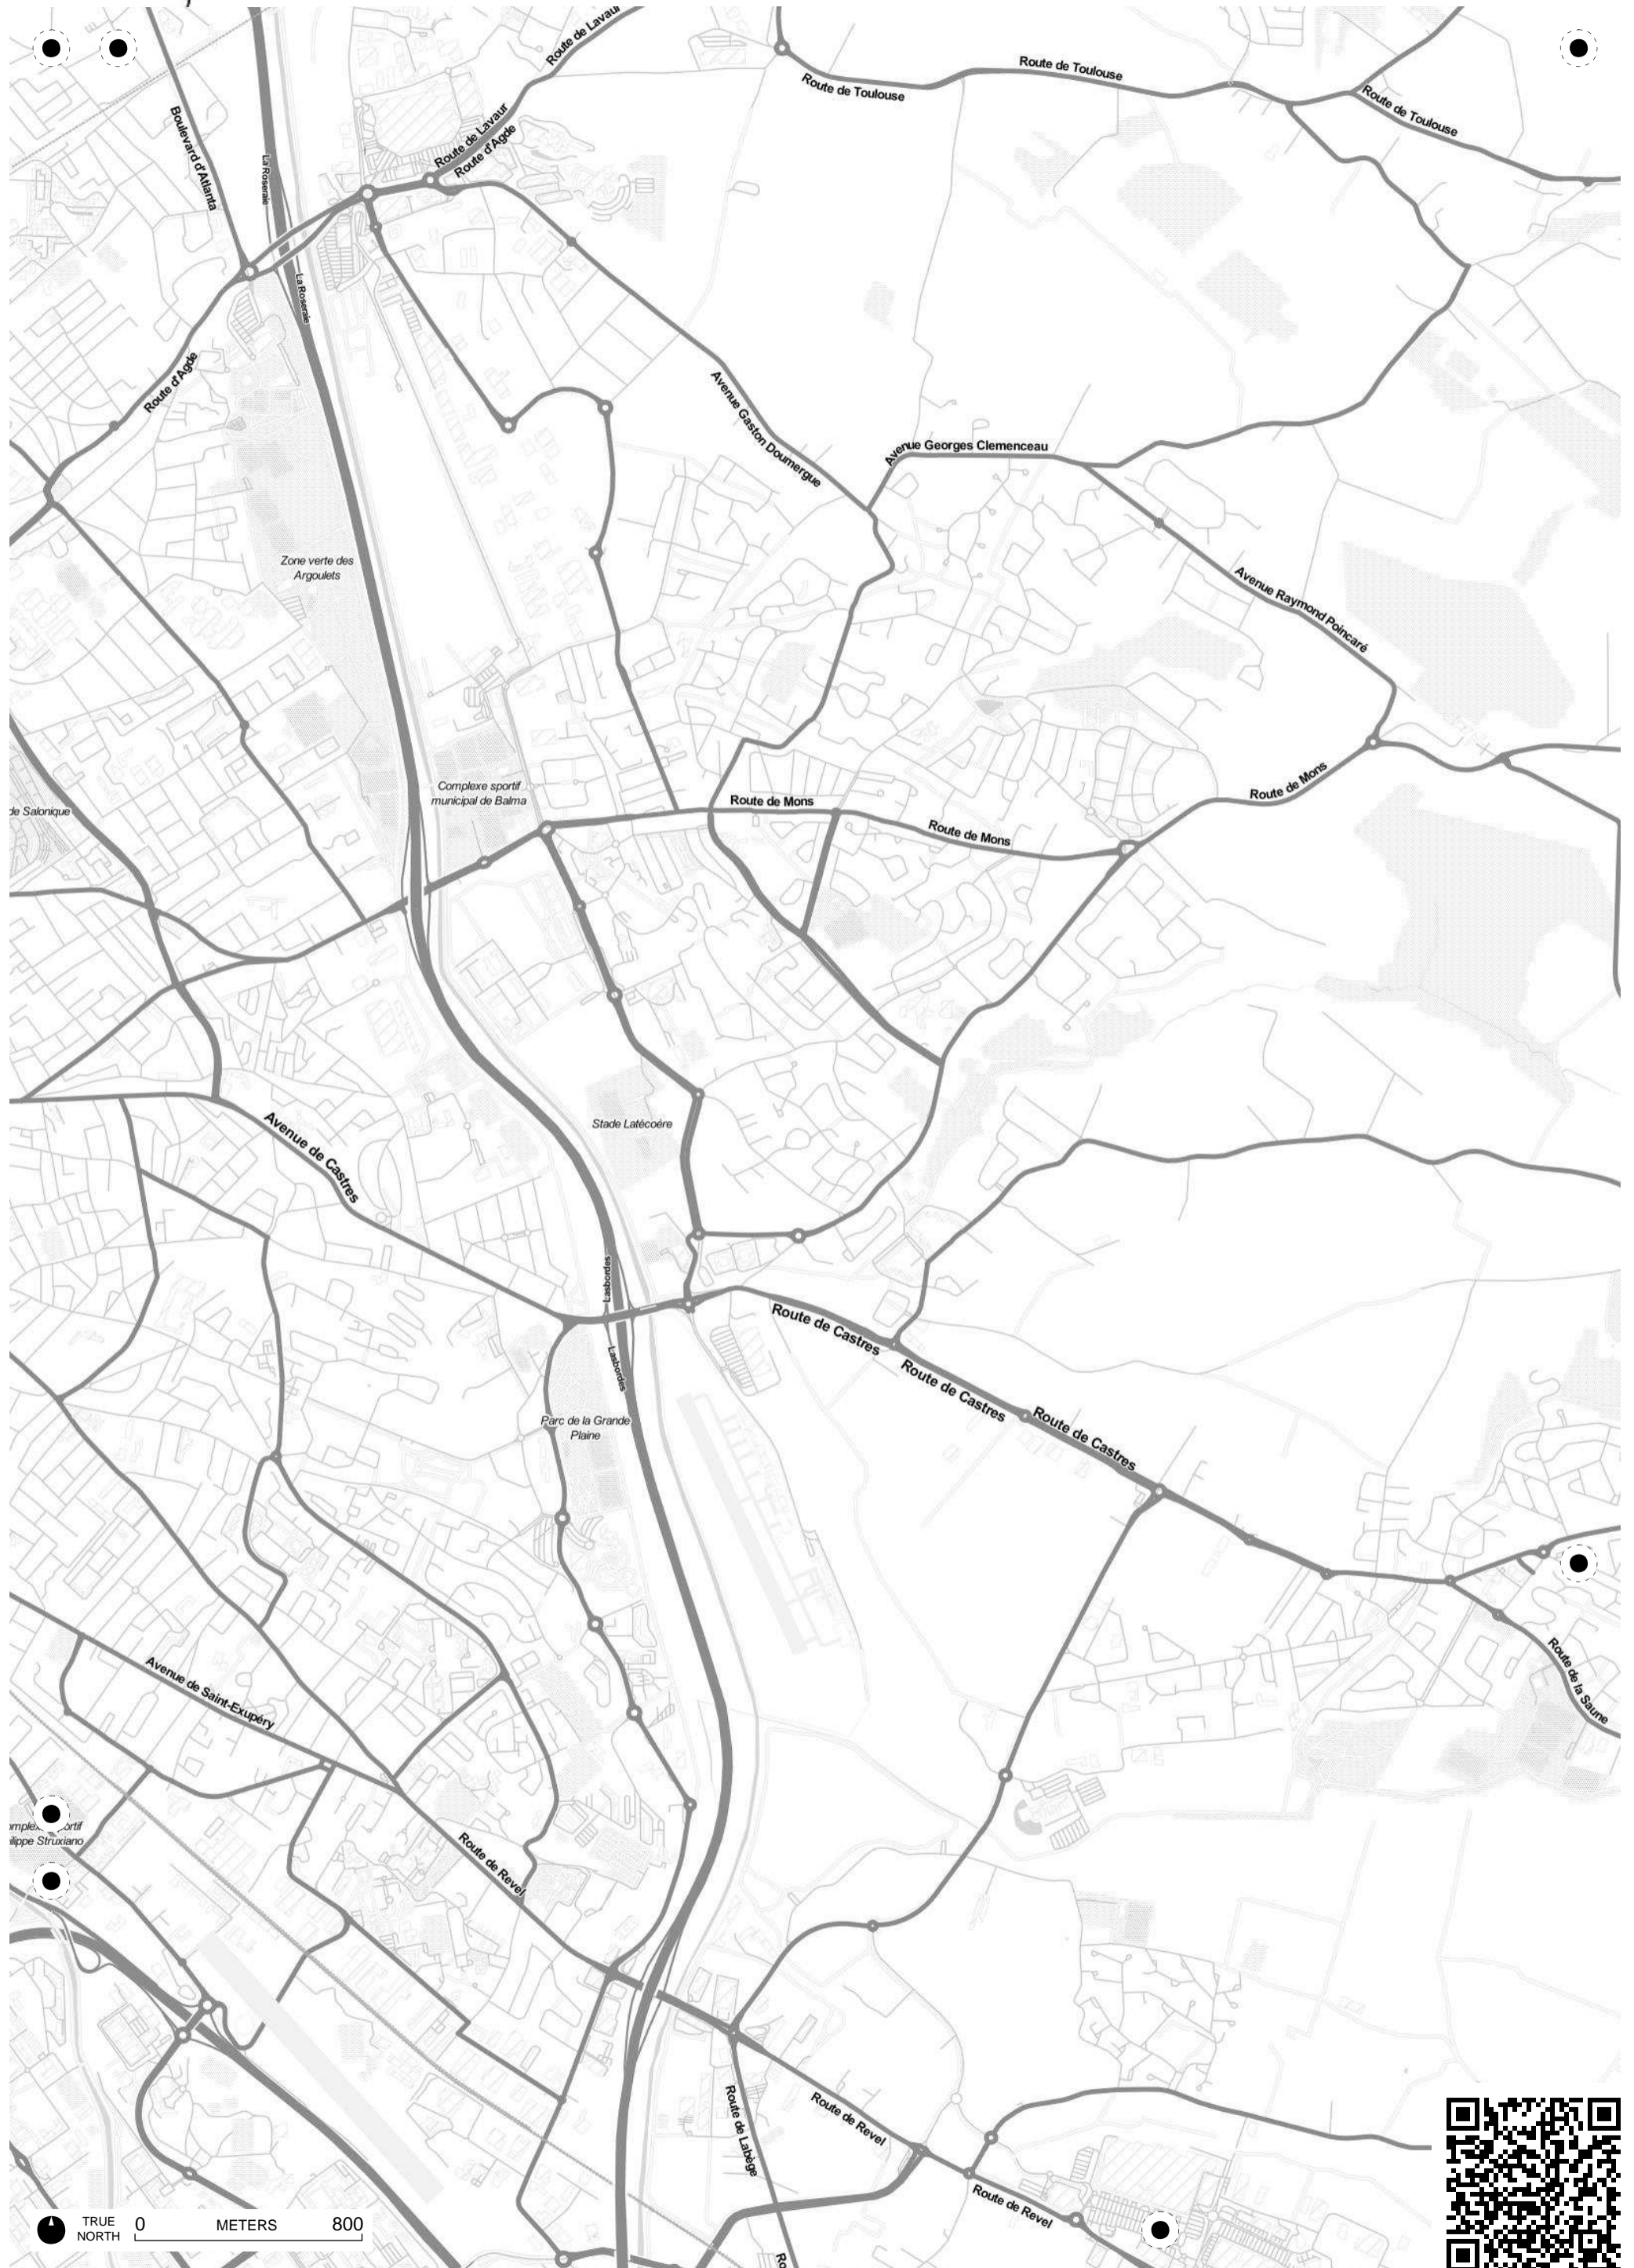 Route de Lavaur
Route de Toulouse
Route de Toulouse
Route de Toulouse
Boulevard d'Atlanta
La Roseraie
Route de Lavaur
Route d'Agde
La Roseraie
Route d'Agde
Avenue Gaston Doumergue
Avenue Georges Clemenceau
Zone verte des
Argoulets
Avenue Raymond Poincaré
Complexe sportif
municipal de Balma
Route de Mons
Route de Mons
Route de Mons
de Salonique
Avenue de Castres
Stade Latécoére
Lasbordes
Route de Castres
Lasbordes
Route de Castres
Route de Castres
Parc de la Grande
Plaine
Route de la Saune
Avenue de Saint-Exupéry
ilippe Struxiano
Route de Revel
Route de Labège
Route de Revel
Route de Revel
TRUE
NORTH
0 METERS 800